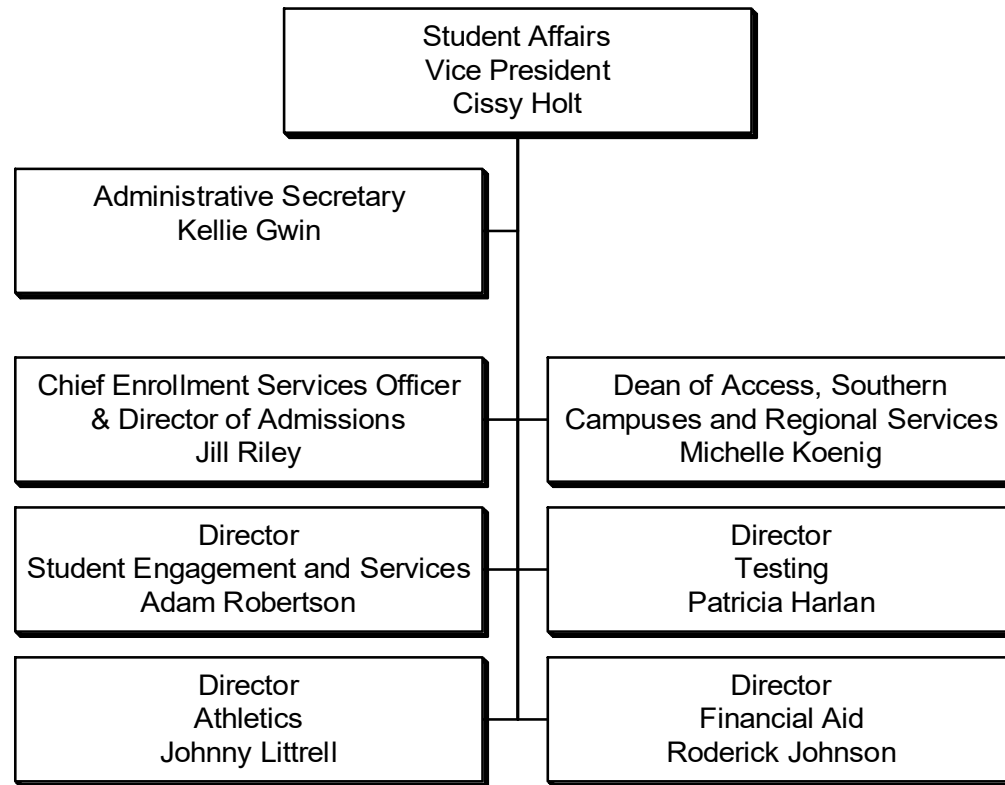 Student Affairs
Vice President
Cissy Holt
Administrative Secretary
Kellie Gwin
Chief Enrollment Services Officer
& Director of Admissions
Jill Riley
Dean of Access, Southern
Campuses and Regional Services
Michelle Koenig
Director
Student Engagement and Services
Adam Robertson
Director
Testing
Patricia Harlan
Director
Athletics
Johnny Littrell
Director
Financial Aid
Roderick Johnson